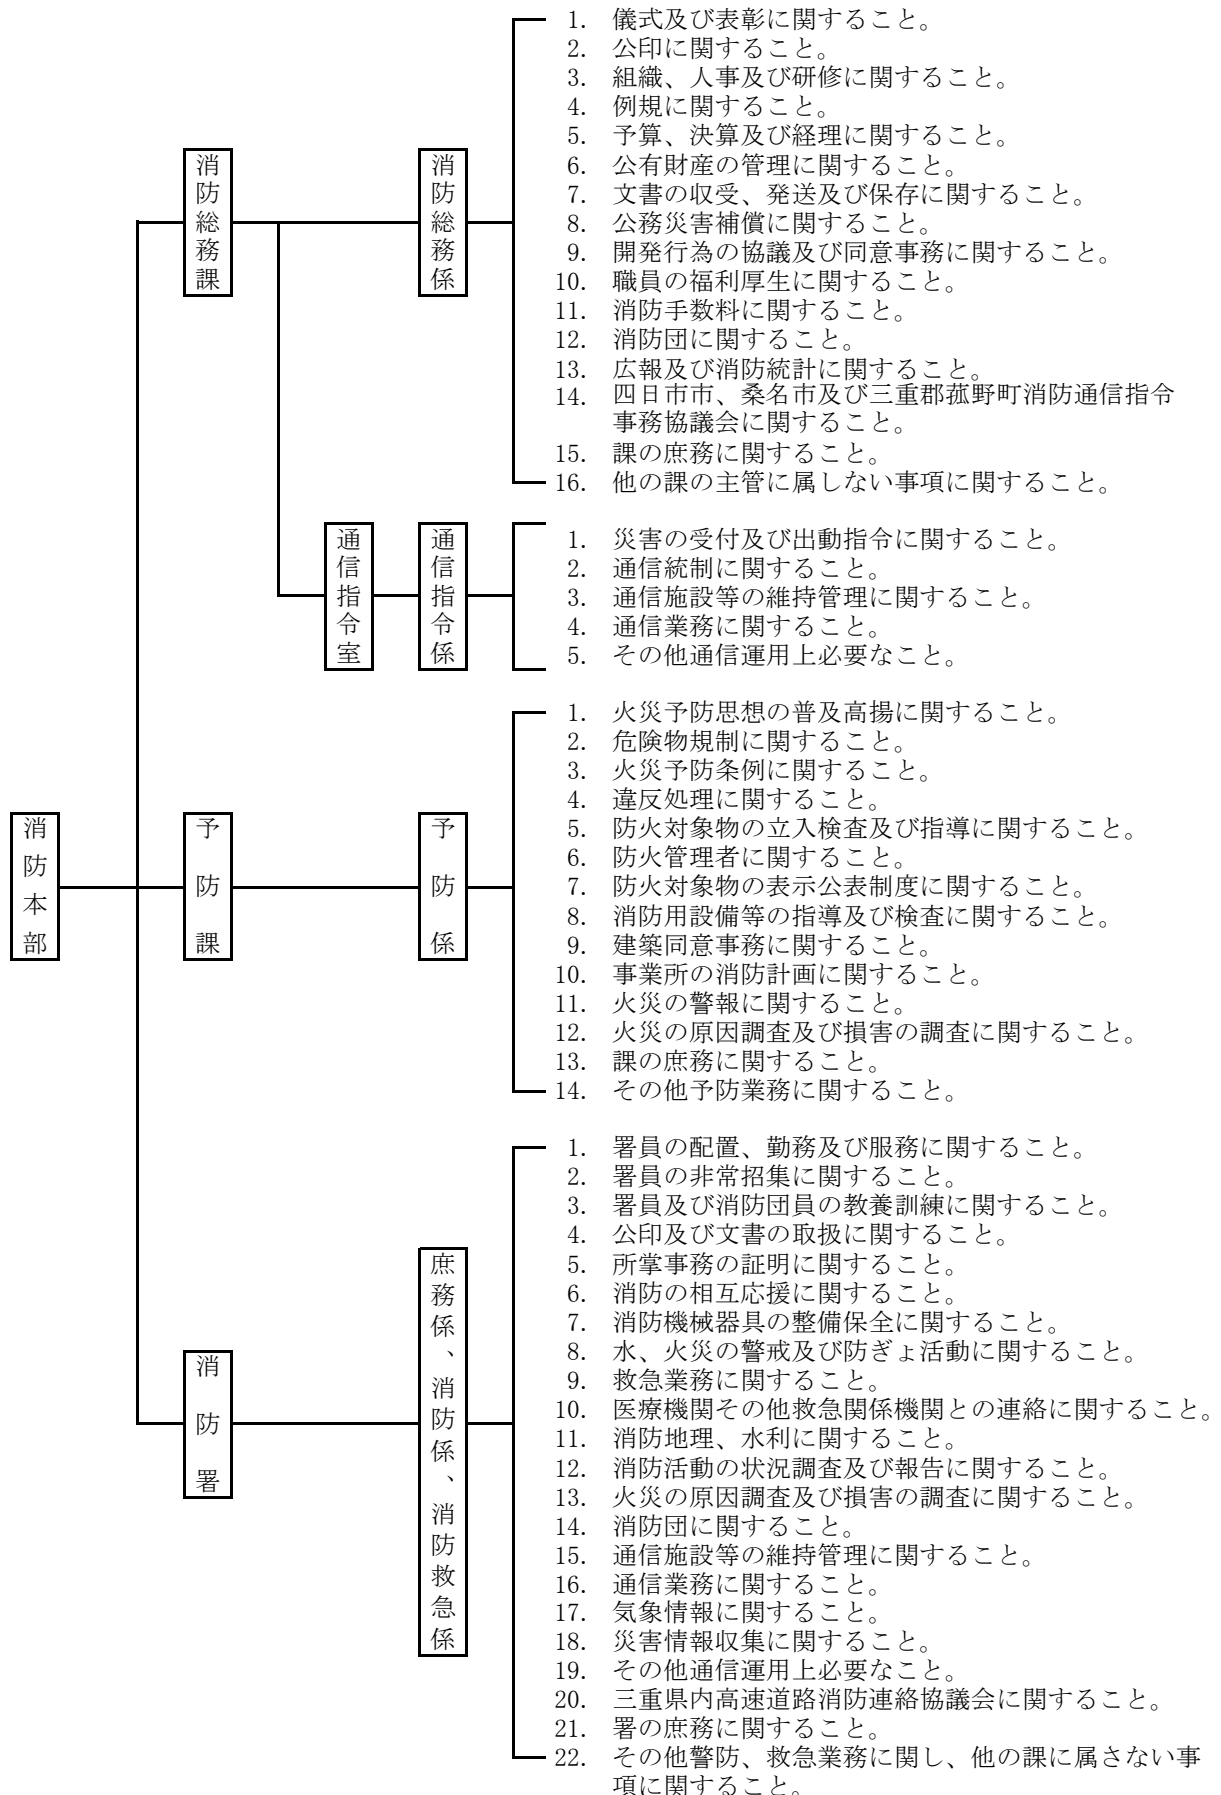 消防本部
消防総務課
消防総務係
1. 儀式及び表彰に関すること。
2. 公印に関すること。
3. 組織、人事及び研修に関すること。
4. 例規に関すること。
5. 予算、決算及び経理に関すること。
6. 公有財産の管理に関すること。
7. 文書の収受、発送及び保存に関すること。
8. 公務災害補償に関すること。
9. 開発行為の協議及び同意事務に関すること。
10. 職員の福利厚生に関すること。
11. 消防手数料に関すること。
12. 消防団に関すること。
13. 広報及び消防統計に関すること。
14. 四日市市、桑名市及び三重郡菰野町消防通信指令
事務協議会に関すること。
15. 課の庶務に関すること。
16. 他の課の主管に属しない事項に関すること。
通信指令室
通信指令係
1. 災害の受付及び出動指令に関すること。
2. 通信統制に関すること。
3. 通信施設等の維持管理に関すること。
4. 通信業務に関すること。
5. その他通信運用上必要なこと。
予防課
予防係
1. 火災予防思想の普及高揚に関すること。
2. 危険物規制に関すること。
3. 火災予防条例に関すること。
4. 違反処理に関すること。
5. 防火対象物の立入検査及び指導に関すること。
6. 防火管理者に関すること。
7. 防火対象物の表示公表制度に関すること。
8. 消防用設備等の指導及び検査に関すること。
9. 建築同意事務に関すること。
10. 事業所の消防計画に関すること。
11. 火災の警報に関すること。
12. 火災の原因調査及び損害の調査に関すること。
13. 課の庶務に関すること。
14. その他予防業務に関すること。
消防署
庶務係、消防係、消防救急係
1. 署員の配置、勤務及び服務に関すること。
2. 署員の非常招集に関すること。
3. 署員及び消防団員の教養訓練に関すること。
4. 公印及び文書の取扱に関すること。
5. 所掌事務の証明に関すること。
6. 消防の相互応援に関すること。
7. 消防機械器具の整備保全に関すること。
8. 水、火災の警戒及び防ぎょ活動に関すること。
9. 救急業務に関すること。
10. 医療機関その他救急関係機関との連絡に関すること。
11. 消防地理、水利に関すること。
12. 消防活動の状況調査及び報告に関すること。
13. 火災の原因調査及び損害の調査に関すること。
14. 消防団に関すること。
15. 通信施設等の維持管理に関すること。
16. 通信業務に関すること。
17. 気象情報に関すること。
18. 災害情報収集に関すること。
19. その他通信運用上必要なこと。
20. 三重県内高速道路消防連絡協議会に関すること。
21. 署の庶務に関すること。
22. その他警防、救急業務に関し、他の課に属さない事
項に関すること。